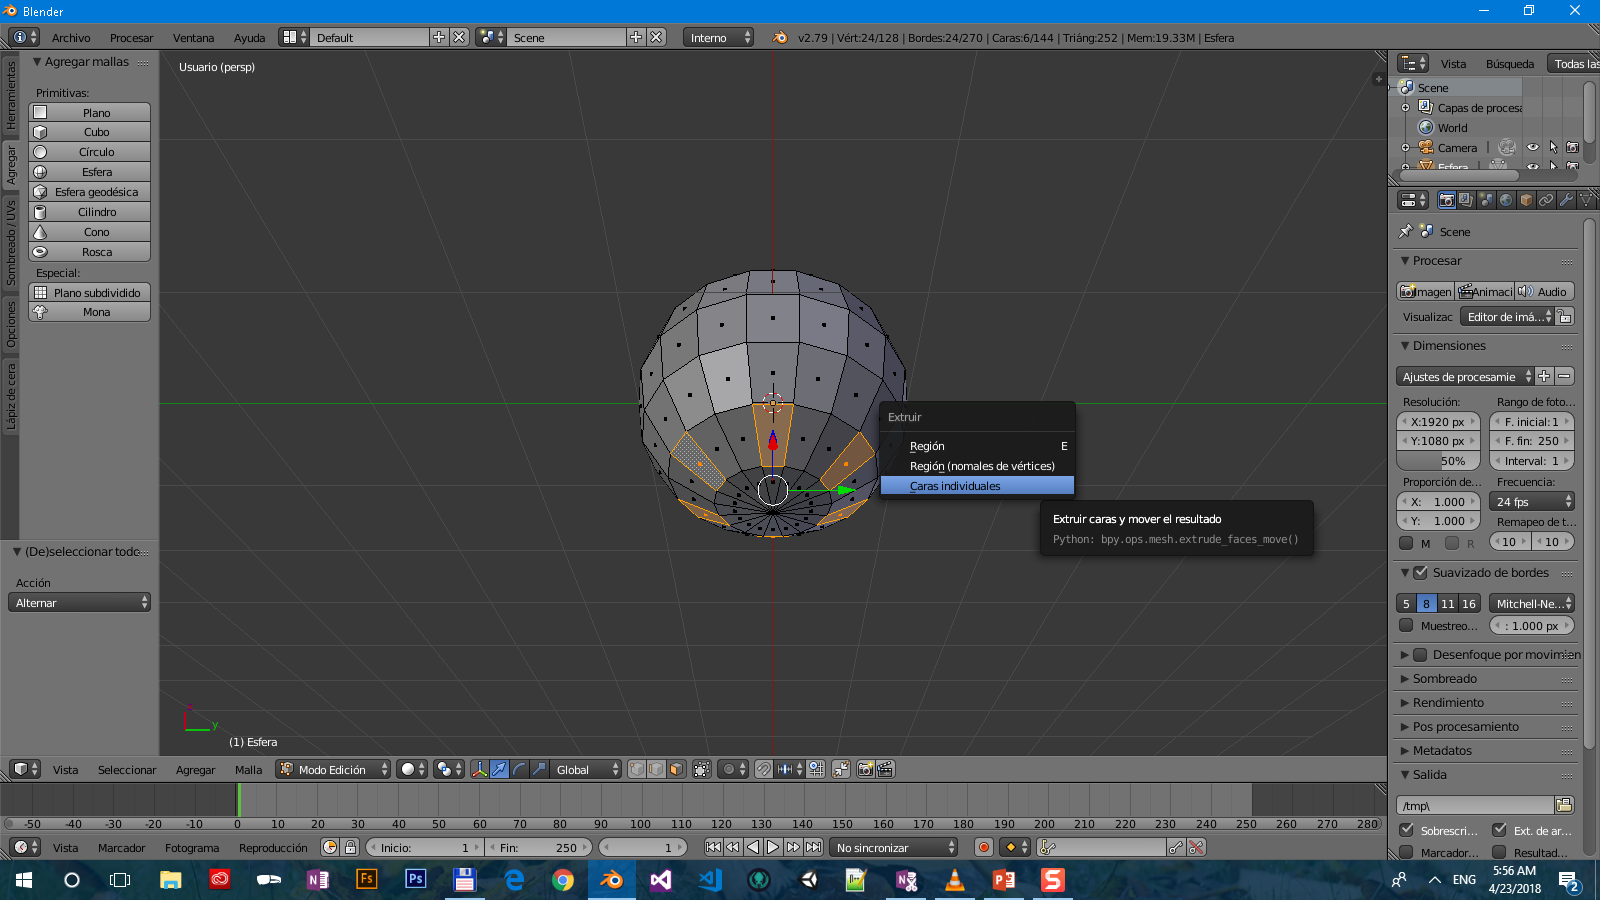 Blender
Archivo Procesar Ventana Ayuda Default Scene Interno v2.79 | Vért:24/128 | Bordes:24/270 | Caras:6/144 | Triáng:252 | Mem:19.33M | Esfera
Herramientas
Agregar
Sombreado / UVs
Opciones
Lápiz de cera
Agregar mallas
Primitivas:
Plano
Cubo
Círculo
Esfera
Esfera geodésica
Cilindro
Cono
Rosca
Especial:
Plano subdividido
Mona
(De)seleccionar todo
Acción
Alternar
Usuario (persp)
Extruir
Región E
Región (nomales de vértices)
Caras individuales
Extruir caras y mover el resultado
Python: bpy.ops.mesh.extrude_faces_move()
z
y
(1) Esfera
Vista Búsqueda Todas las
Scene
Capas de procesa
World
Camera
Esfera
Scene
Procesar
Imagen Animaci Audio
Visualizac Editor de imá...
Dimensiones
Ajustes de procesamie
Resolución: Rango de foto...
X:1920 px F. inicial: 1
Y:1080 px F. fin: 250
50% Intervalo: 1
Proporción de... Frecuencia:
X: 1.000 24 fps
Y: 1.000 Remapeo de t...
M R 10 10
Suavizado de bordes
5 8 11 16 Mitchell-Ne...
Muestreo... : 1.000 px
Desenfoque por movimien
Sombreado
Rendimiento
Pos procesamiento
Metadatos
Salida
/tmp\
Sobrescri... Ext. de ar...
Marcador... Resultad...
Vista Seleccionar Agregar Malla Modo Edición Global
-50 -40 -30 -20 -10 0 10 20 30 40 50 60 70 80 90 100 110 120 130 140 150 160 170 180 190 200 210 220 230 240 250 260 270 280
Vista Marcador Fotograma Reproducción Inicio: 1 Fin: 250 1 No sincronizar
N Fs Ps N P S ENG 5:56 AM
4/23/2018 2